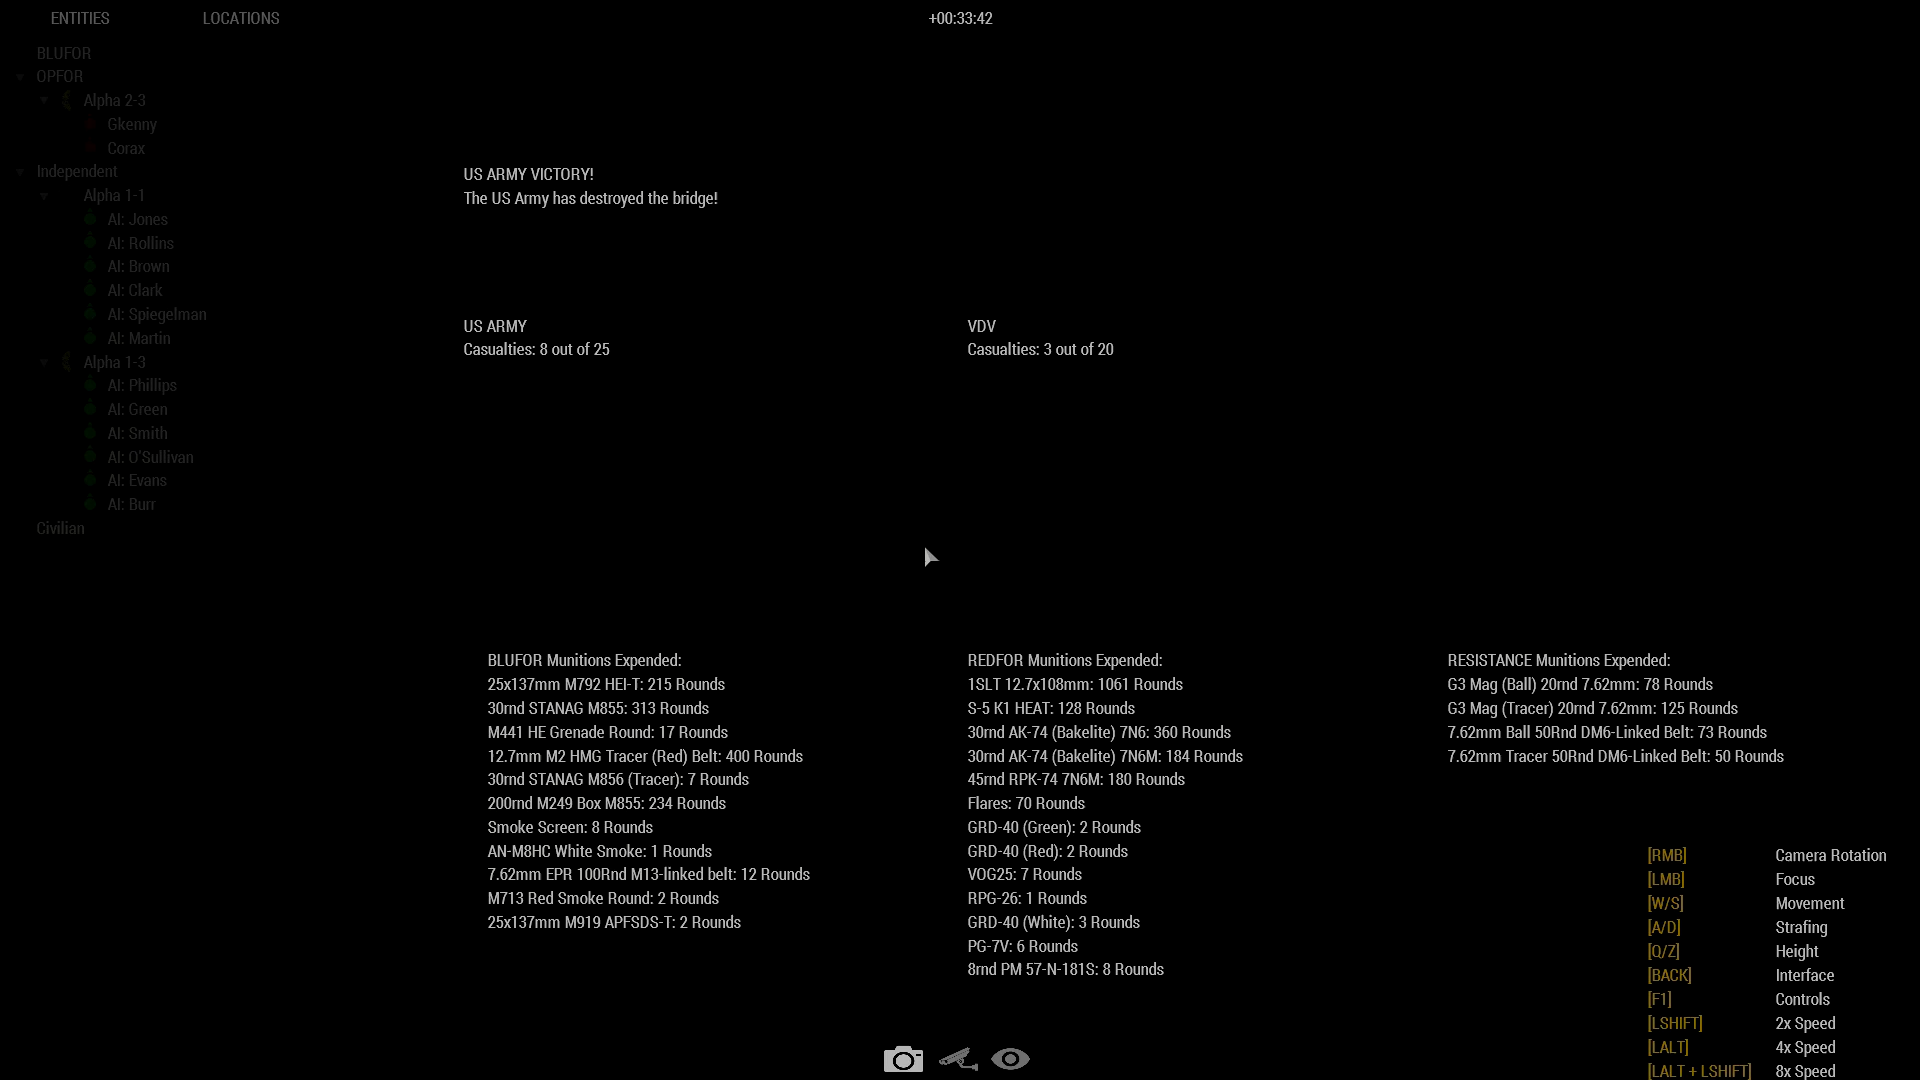 ENTITIES
LOCATIONS
+00:33:42
BLUFOR
OPFOR
Alpha 2-3
Gkenny
Corax
Independent
Alpha 1-1
AI: Jones
AI: Rollins
AI: Brown
AI: Clark
AI: Spiegelman
AI: Martin
Alpha 1-3
AI: Phillips
AI: Green
AI: Smith
AI: O'Sullivan
AI: Evans
AI: Burr
Civilian
US ARMY VICTORY!
The US Army has destroyed the bridge!
US ARMY
Casualties: 8 out of 25
VDV
Casualties: 3 out of 20
BLUFOR Munitions Expended:
25x137mm M792 HEI-T: 215 Rounds
30rnd STANAG M855: 313 Rounds
M441 HE Grenade Round: 17 Rounds
12.7mm M2 HMG Tracer (Red) Belt: 400 Rounds
30rnd STANAG M856 (Tracer): 7 Rounds
200rnd M249 Box M855: 234 Rounds
Smoke Screen: 8 Rounds
AN-M8HC White Smoke: 1 Rounds
7.62mm EPR 100Rnd M13-linked belt: 12 Rounds
M713 Red Smoke Round: 2 Rounds
25x137mm M919 APFSDS-T: 2 Rounds
REDFOR Munitions Expended:
1SLT 12.7x108mm: 1061 Rounds
S-5 K1 HEAT: 128 Rounds
30rnd AK-74 (Bakelite) 7N6: 360 Rounds
30rnd AK-74 (Bakelite) 7N6M: 184 Rounds
45rnd RPK-74 7N6M: 180 Rounds
Flares: 70 Rounds
GRD-40 (Green): 2 Rounds
GRD-40 (Red): 2 Rounds
VOG25: 7 Rounds
RPG-26: 1 Rounds
GRD-40 (White): 3 Rounds
PG-7V: 6 Rounds
8rnd PM 57-N-181S: 8 Rounds
RESISTANCE Munitions Expended:
G3 Mag (Ball) 20rnd 7.62mm: 78 Rounds
G3 Mag (Tracer) 20rnd 7.62mm: 125 Rounds
7.62mm Ball 50Rnd DM6-Linked Belt: 73 Rounds
7.62mm Tracer 50Rnd DM6-Linked Belt: 50 Rounds
[RMB] Camera Rotation
[LMB] Focus
[W/S] Movement
[A/D] Strafing
[Q/Z] Height
[BACK] Interface
[F1] Controls
[LSHIFT] 2x Speed
[LALT] 4x Speed
[LALT + LSHIFT] 8x Speed